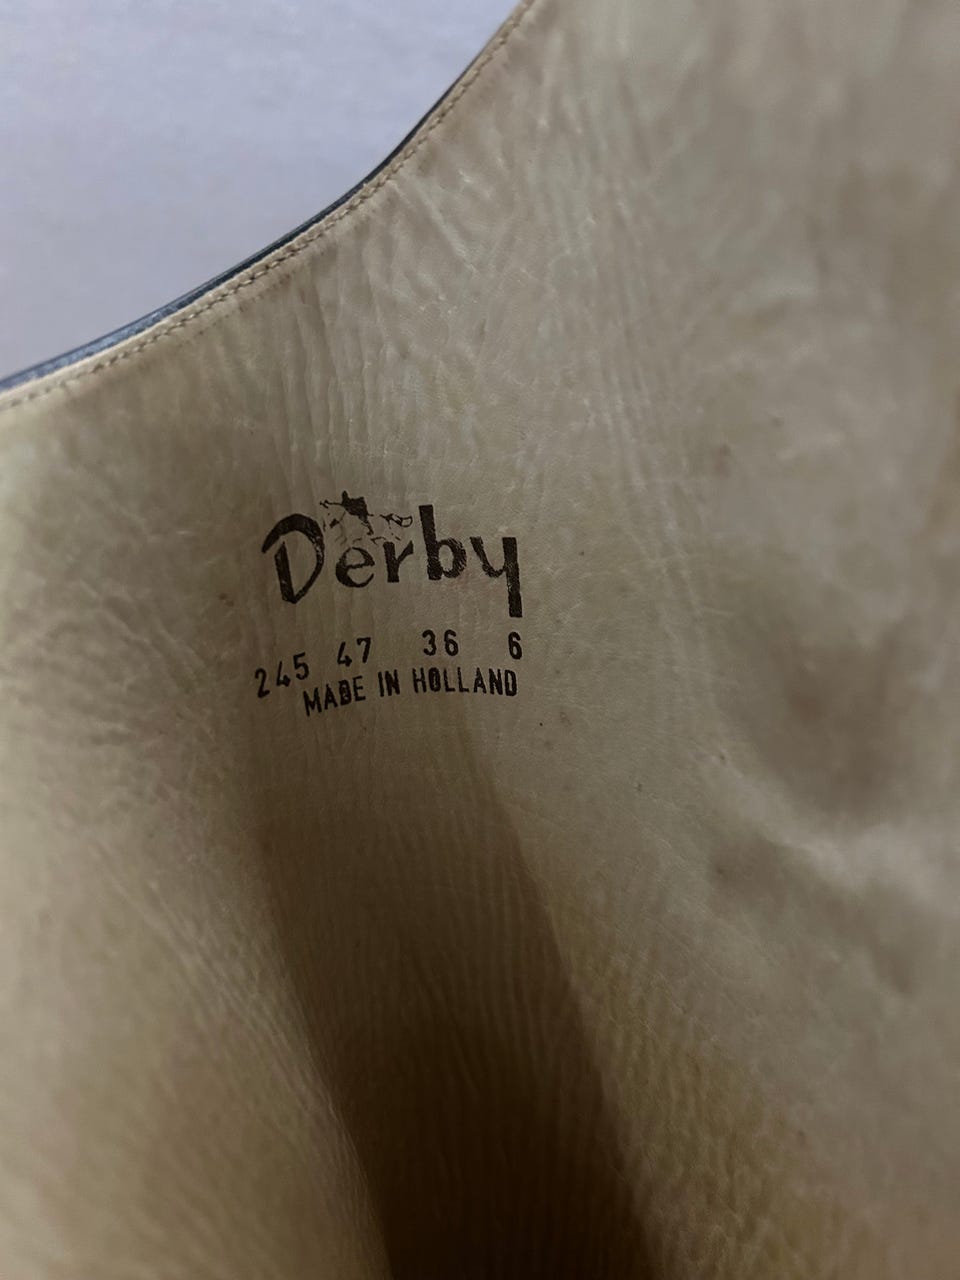 Derby
245 47 36 6
MADE IN HOLLAND